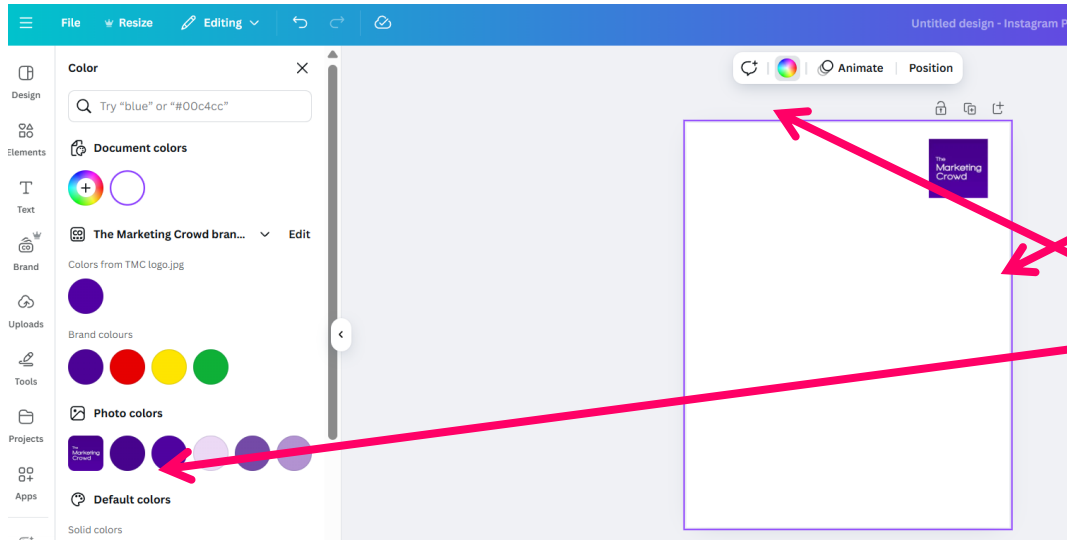 File
Resize
Editing
Untitled design - Instagram P
Design
Elements
Text
Brand
Uploads
Tools
Projects
Apps
Color
Try “blue” or “#00c4cc”
Document colors
The Marketing Crowd bran...
Edit
Colors from TMC logo.jpg
Brand colours
Photo colors
The
Marketing
Crowd
Default colors
Solid colors
Animate
Position
The
Marketing
Crowd